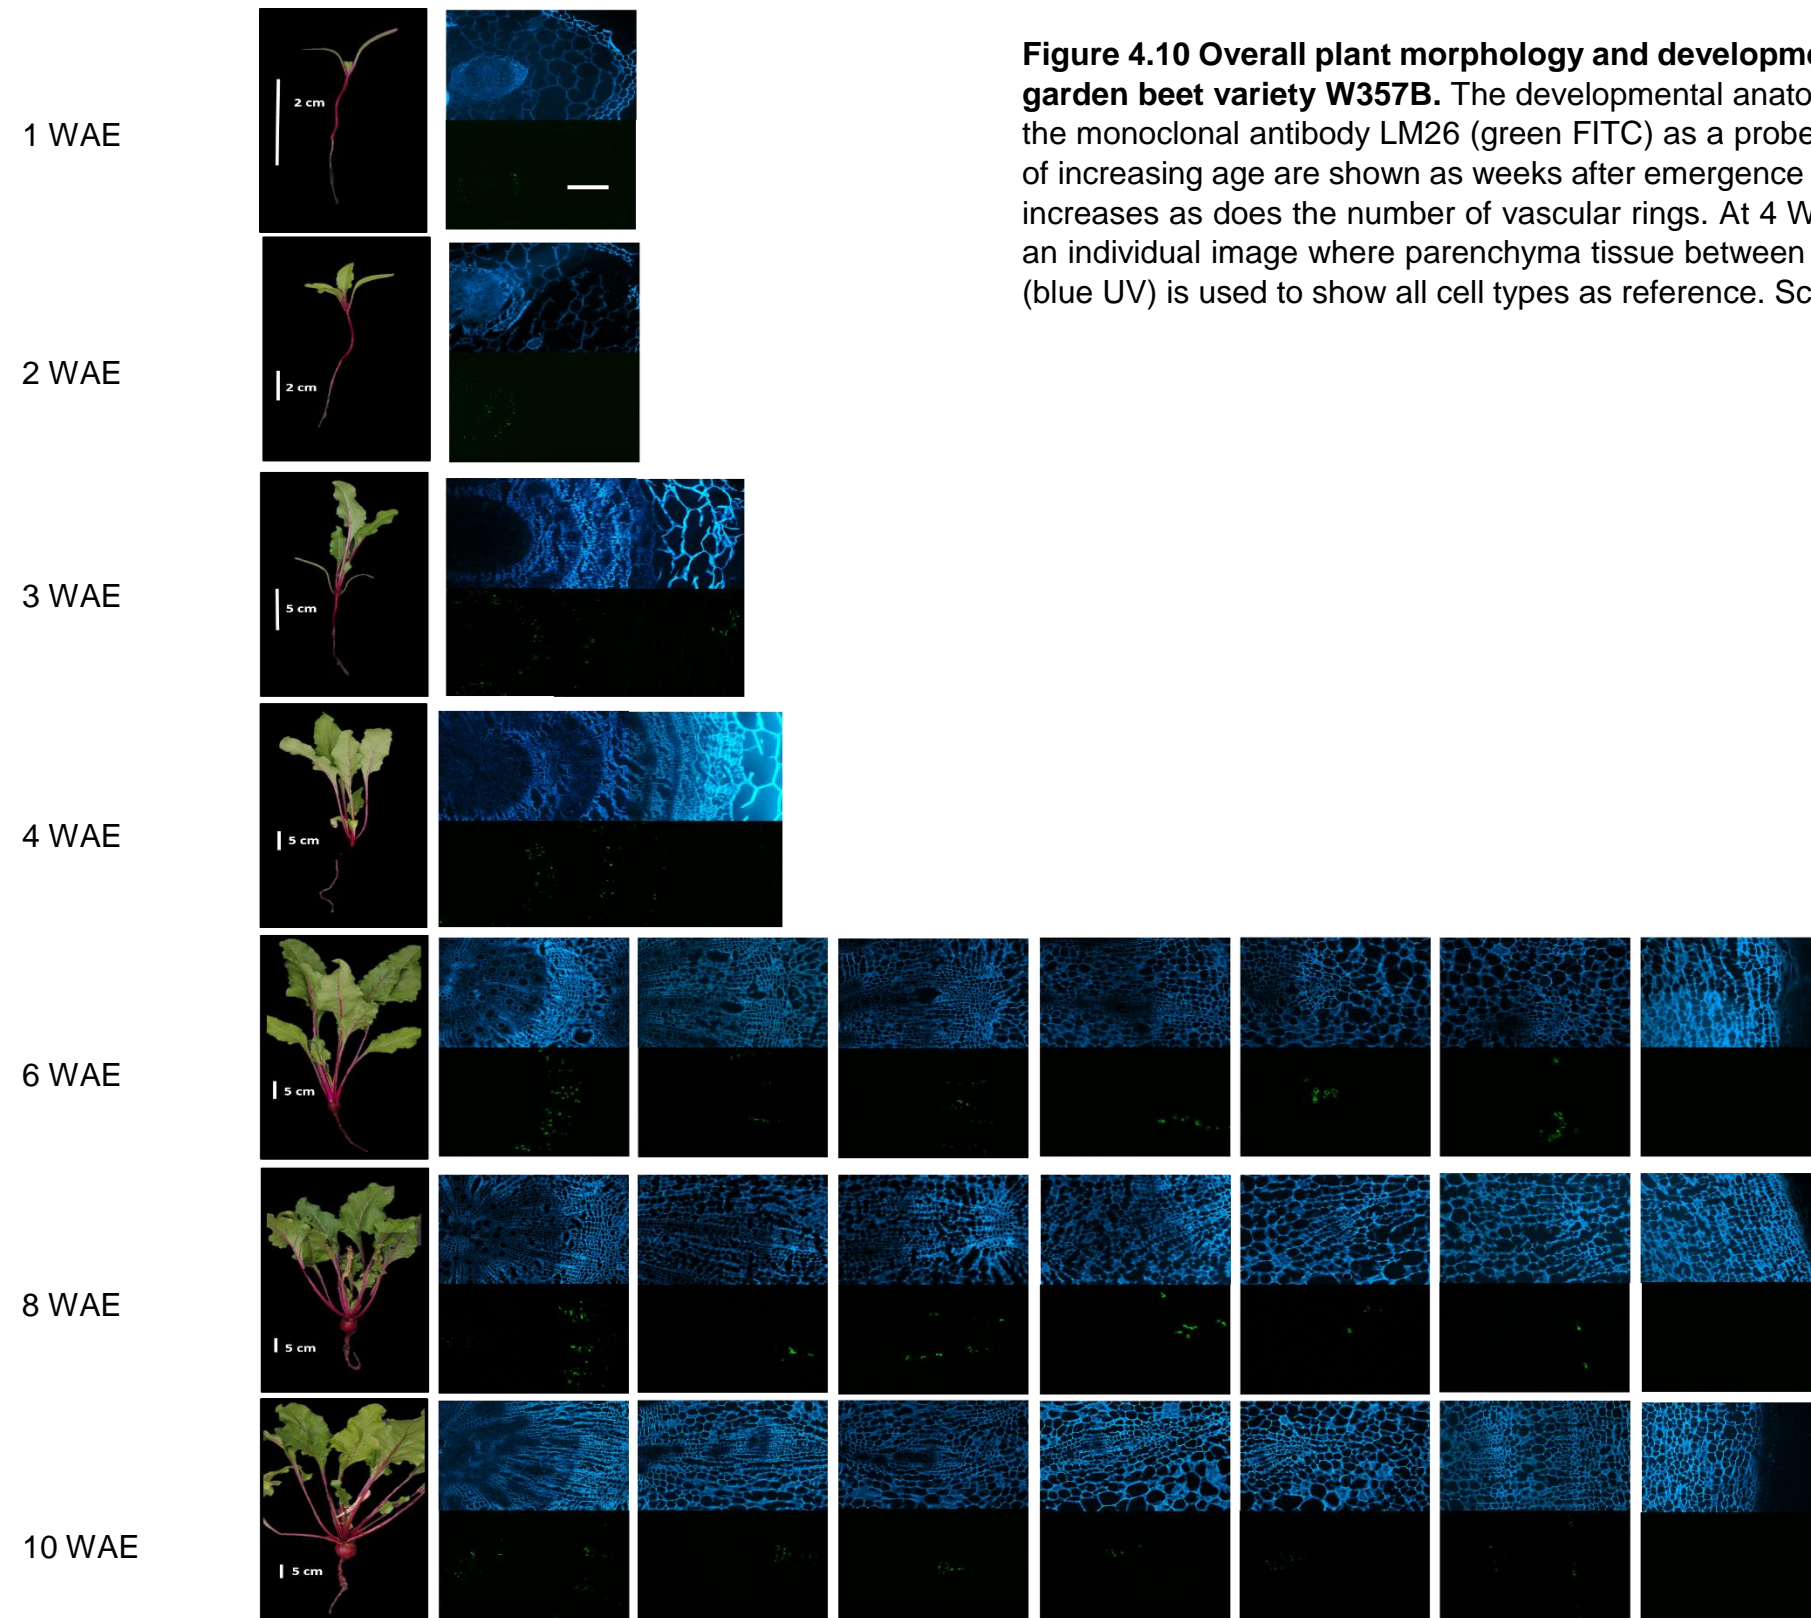 Figure 4.10 Overall plant morphology and
garden beet variety W357B. The developmental
the monoclonal antibody LM26 (green FITC) as a probe
of increasing age are shown as weeks after emergence
increases as does the number of vascular rings. At 4
an individual image where parenchyma tissue between
(blue UV) is used to show all cell types as reference.
1 WAE
2 cm
2 WAE
2 cm
3 WAE
5 cm
4 WAE
5 cm
6 WAE
5 cm
8 WAE
5 cm
10 WAE
5 cm